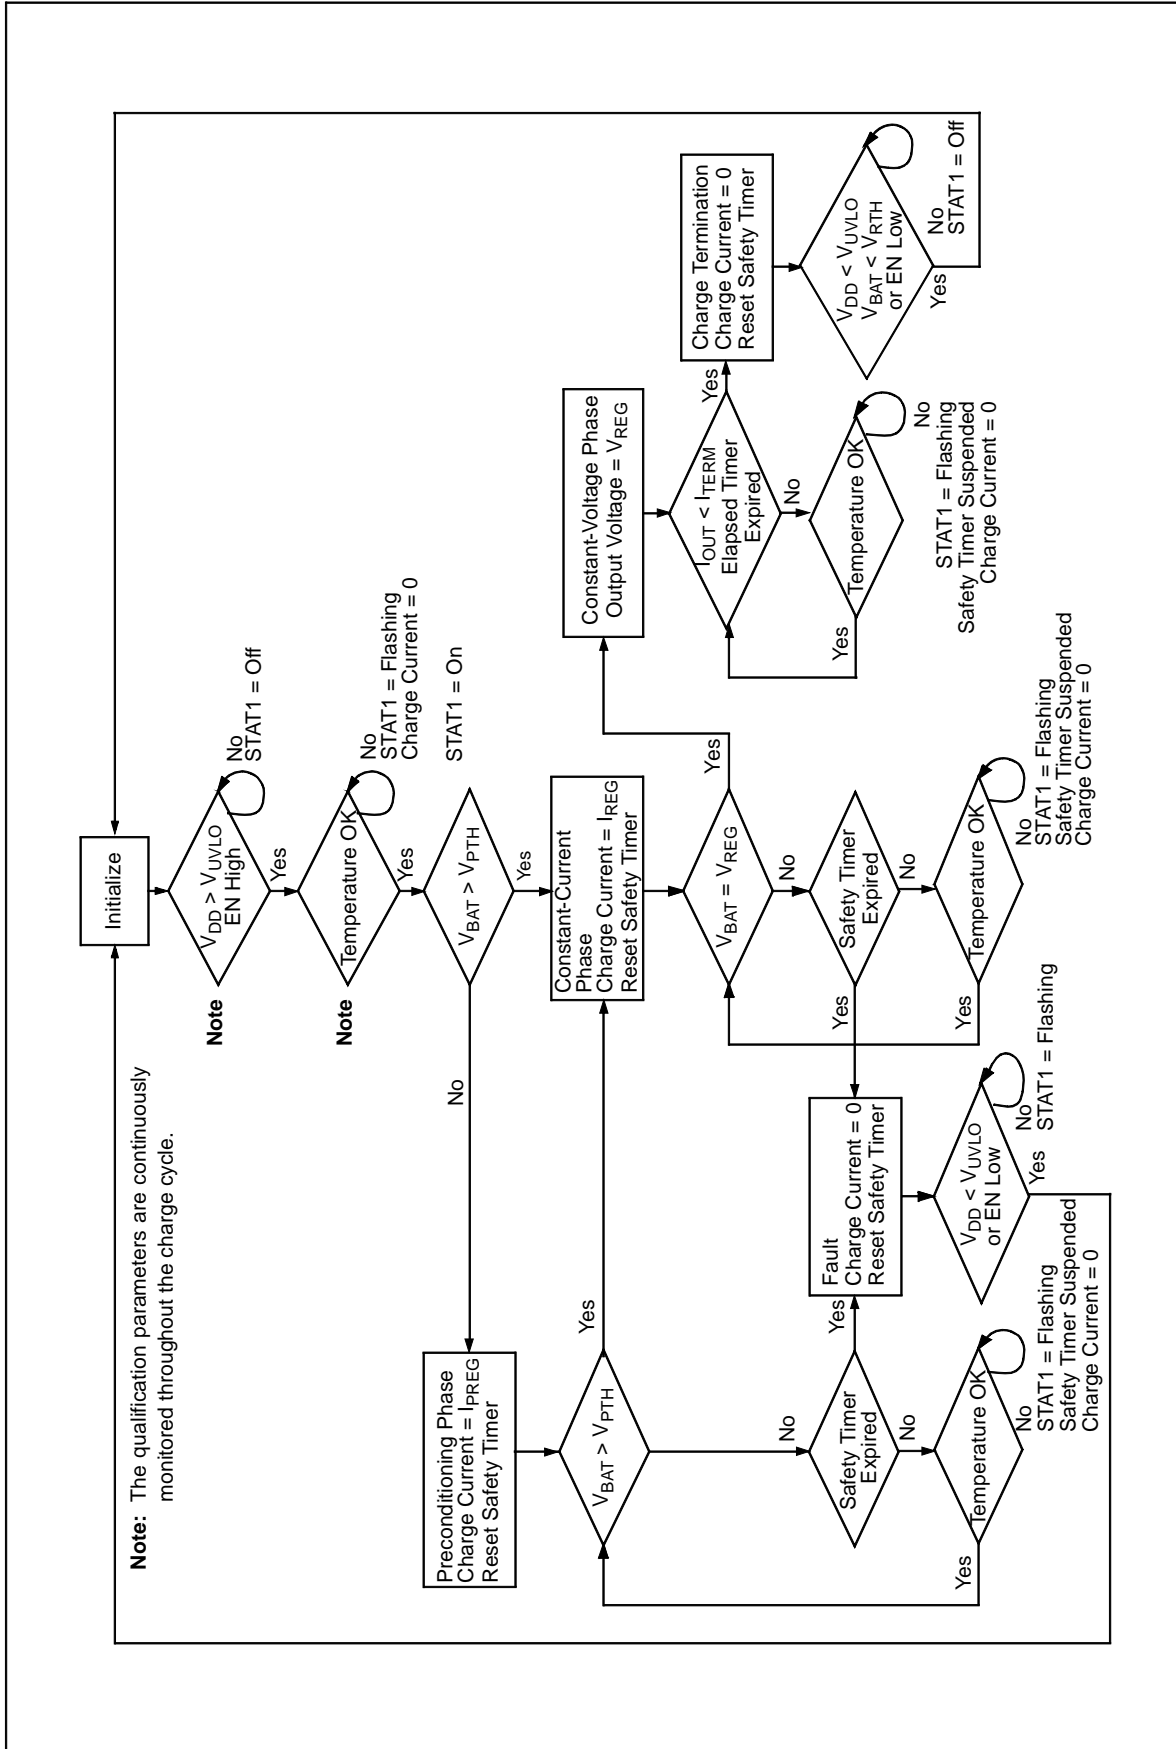 Note: The qualification parameters are continuously
monitored throughout the charge cycle.
Initialize
Note
V_DD > V_UVLO
EN High
No
STAT1 = Off
Yes
Note
Temperature OK
No
STAT1 = Flashing
Charge Current = 0
Yes
V_BAT > V_PTH
STAT1 = On
No
Yes
Preconditioning Phase
Charge Current = I_PREG
Reset Safety Timer
Constant-Current
Phase
Charge Current = I_REG
Reset Safety Timer
Constant-Voltage Phase
Output Voltage = V_REG
V_BAT > V_PTH
Yes
No
V_BAT = V_REG
Yes
No
I_OUT < I_TERM
Elapsed Timer
Expired
Yes
No
Charge Termination
Charge Current = 0
Reset Safety Timer
Safety Timer
Expired
Yes
No
Fault
Charge Current = 0
Reset Safety Timer
Safety Timer
Expired
Yes
No
Temperature OK
Yes
No
STAT1 = Flashing
Safety Timer Suspended
Charge Current = 0
V_DD < V_UVLO
V_BAT < V_RTH
or EN Low
No
STAT1 = Off
Yes
Temperature OK
Yes
No
STAT1 = Flashing
Safety Timer Suspended
Charge Current = 0
V_DD < V_UVLO
or EN Low
No
STAT1 = Flashing
Yes
Temperature OK
Yes
No
STAT1 = Flashing
Safety Timer Suspended
Charge Current = 0